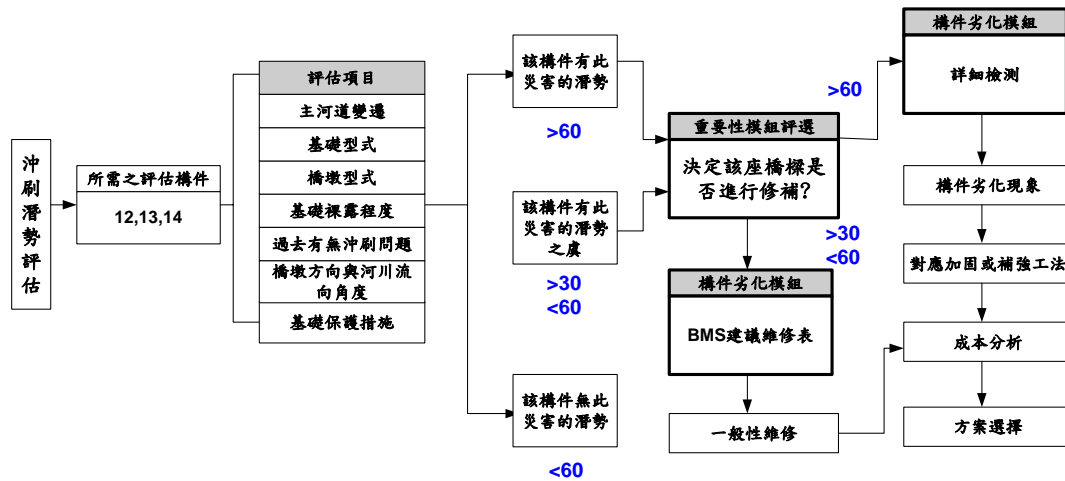 沖刷潛勢評估
所需之評估構件
12,13,14
評估項目
主河道變遷
基礎型式
橋墩型式
基礎裸露程度
過去有無沖刷問題
橋墩方向與河川流
向角度
基礎保護措施
該構件有此
災害的潛勢
>60
該構件有此
災害的潛勢
之虞
>30
<60
該構件無此
災害的潛勢
<60
重要性模組評選
決定該座橋樑是
否進行修補?
>60
>30
<60
構件劣化模組
BMS建議維修表
一般性維修
構件劣化模組
詳細檢測
構件劣化現象
對應加固或補強工法
成本分析
方案選擇